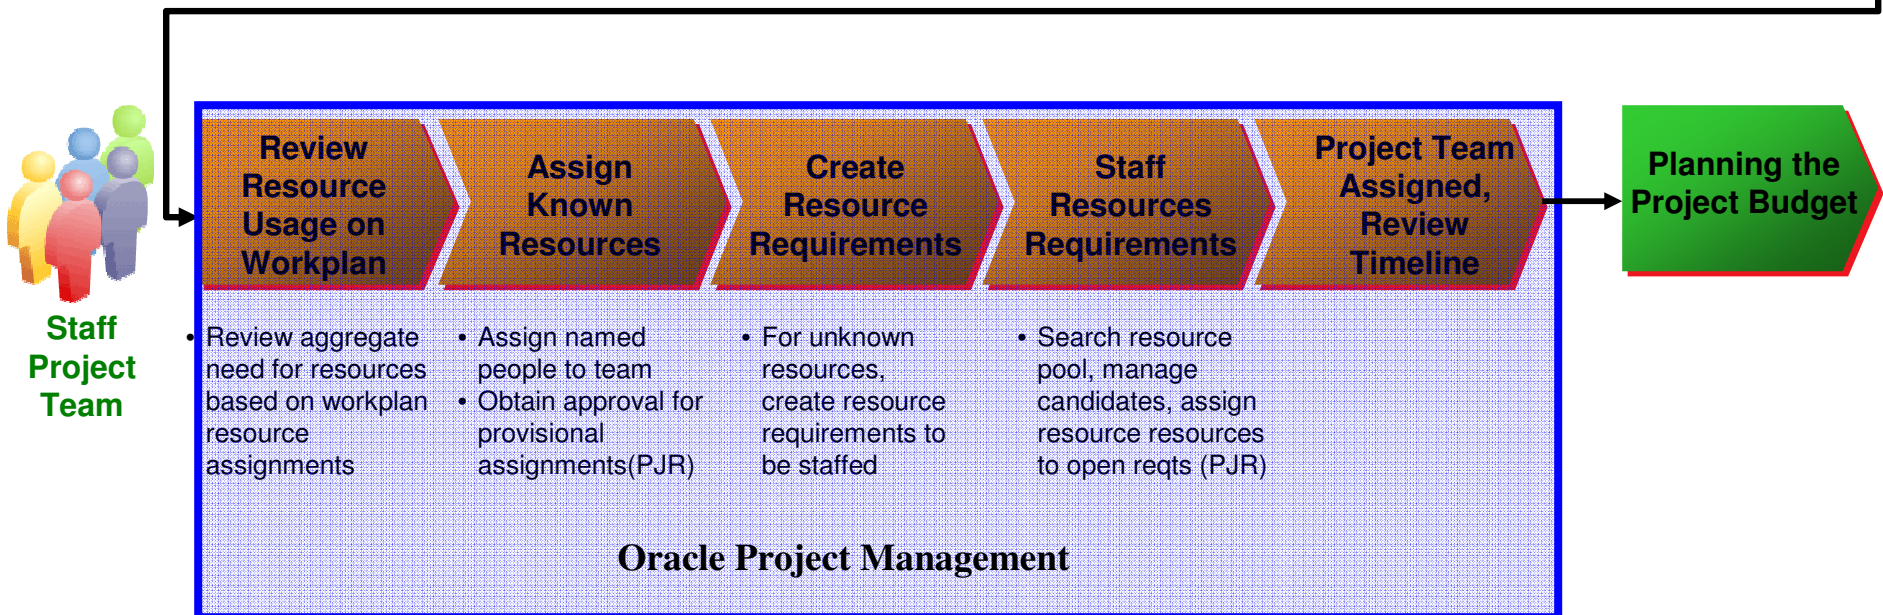 Staff
Project
Team
Review
Resource
Usage on
Workplan
Assign
Known
Resources
Create
Resource
Requirements
Staff
Resources
Requirements
Project Team
Assigned,
Review
Timeline
Planning the
Project Budget
• Review aggregate
need for resources
based on workplan
resource
assignments
• Assign named
people to team
• Obtain approval for
provisional
assignments(PJR)
• For unknown
resources,
create resource
requirements to
be staffed
• Search resource
pool, manage
candidates, assign
resource resources
to open reqts (PJR)
Oracle Project Management